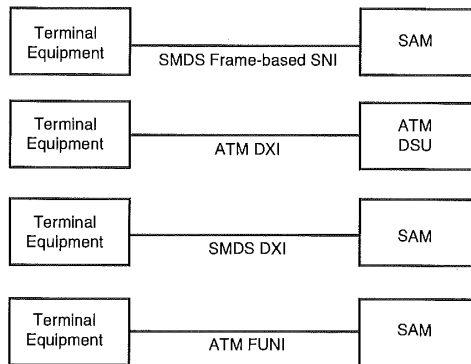 Terminal
Equipment
SAM
SMDS Frame-based SNI
Terminal
Equipment
ATM
DSU
ATM DXI
Terminal
Equipment
SAM
SMDS DXI
Terminal
Equipment
SAM
ATM FUNI